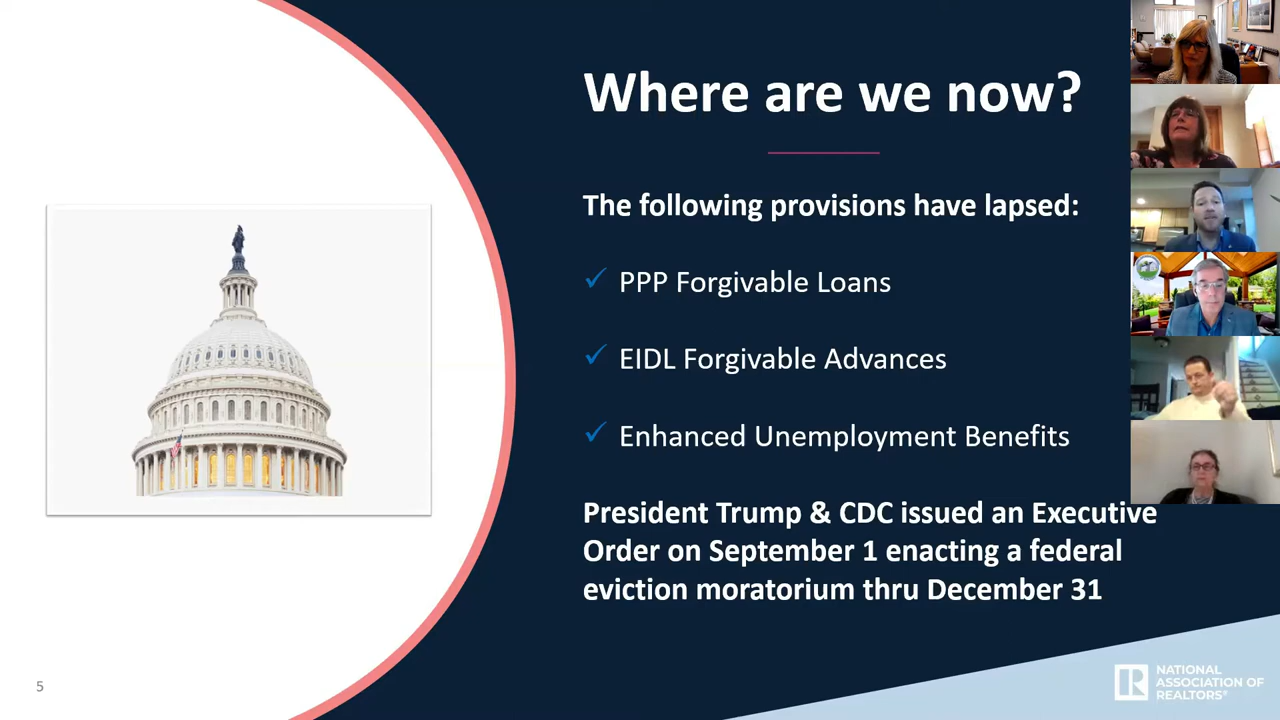 Where are we now?
The following provisions have lapsed:
PPP Forgivable Loans
EIDL Forgivable Advances
Enhanced Unemployment Benefits
President Trump & CDC issued an Executive
Order on September 1 enacting a federal
eviction moratorium thru December 31
5
NATIONAL
ASSOCIATION OF
REALTORS®